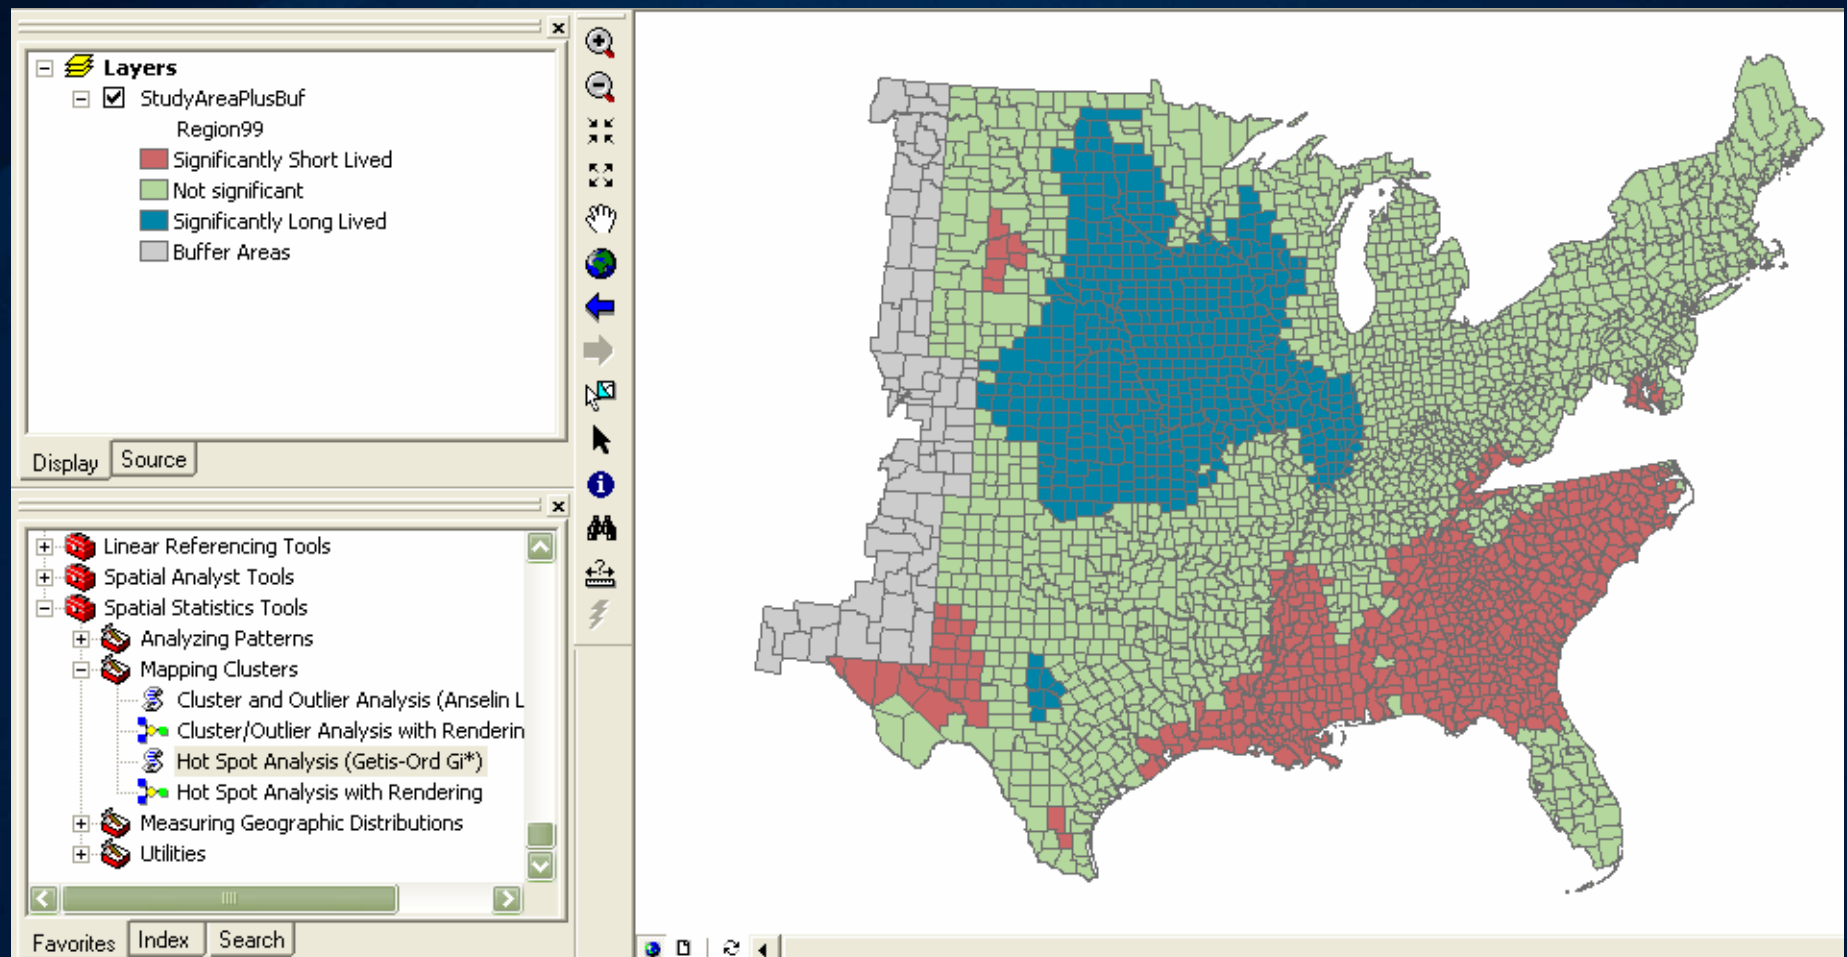 Layers
StudyAreaPlusBuf
Region99
Significantly Short Lived
Not significant
Significantly Long Lived
Buffer Areas
Display
Source
Linear Referencing Tools
Spatial Analyst Tools
Spatial Statistics Tools
Analyzing Patterns
Mapping Clusters
Cluster and Outlier Analysis (Anselin L
Cluster/Outlier Analysis with Renderin
Hot Spot Analysis (Getis-Ord Gi*)
Hot Spot Analysis with Rendering
Measuring Geographic Distributions
Utilities
Favorites
Index
Search